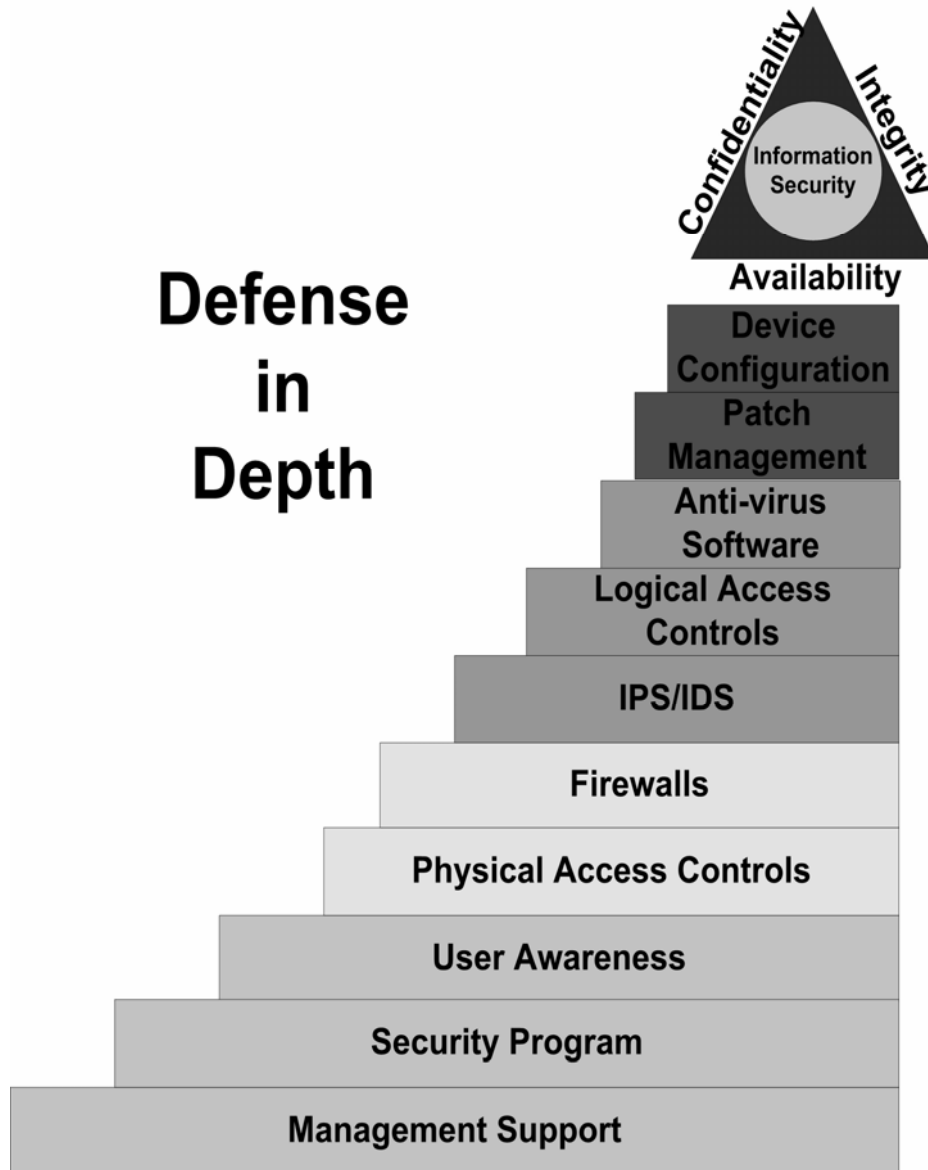 Confidentiality
Integrity
Information
Security
Availability
Defense
in
Depth
Device
Configuration
Patch
Management
Anti-virus
Software
Logical Access
Controls
IPS/IDS
Firewalls
Physical Access Controls
User Awareness
Security Program
Management Support